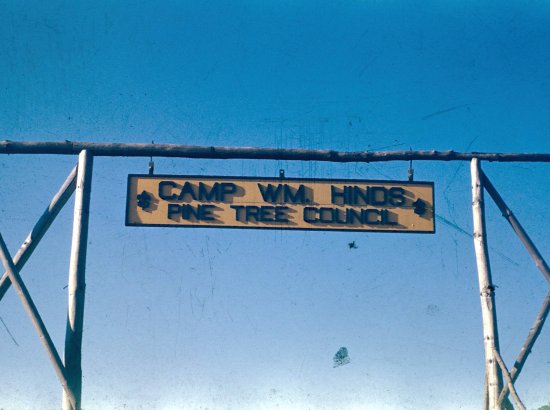 CAMP WM. HINDS
PINE TREE COUNCIL